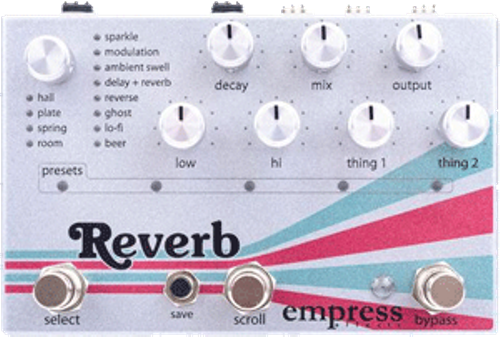 sparkle
modulation
ambient swell
delay + reverb
reverse
ghost
lo-fi
beer
hall
plate
spring
room
decay
mix
output
low
hi
thing 1
thing 2
presets
Reverb
select
save
scroll
empress
effects
bypass